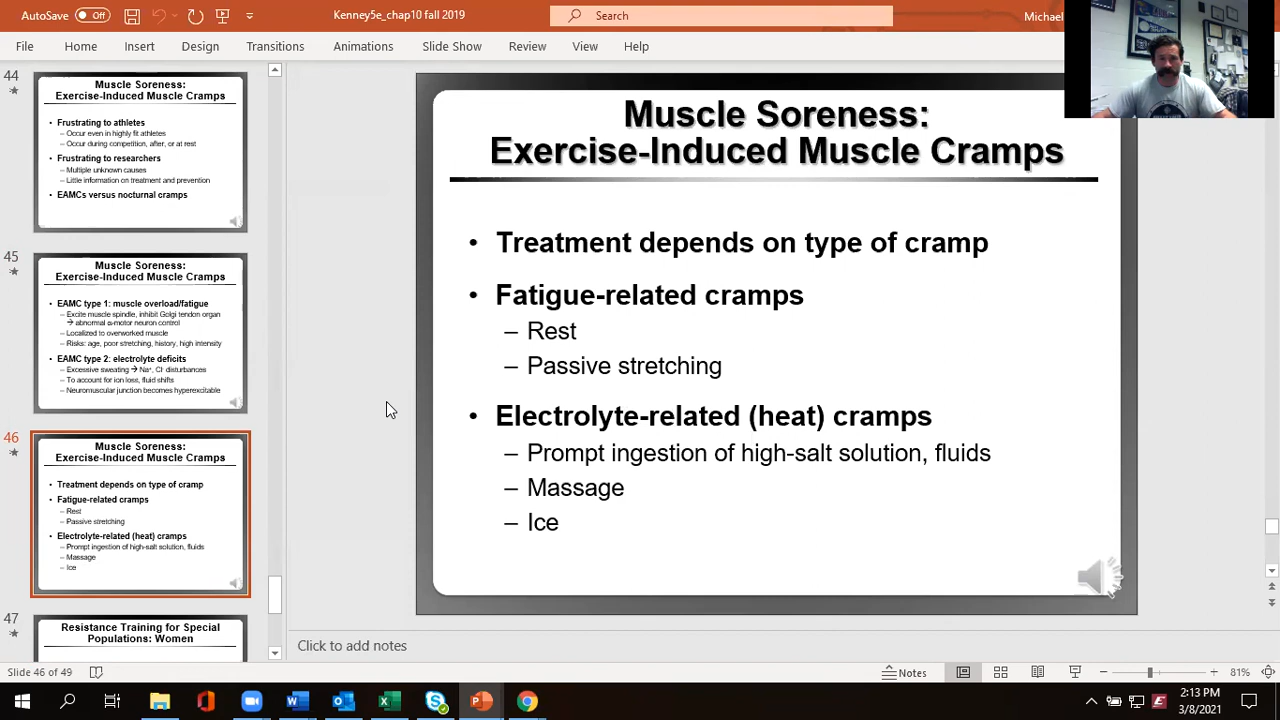 AutoSave Off
Kenney5e_chap10 fall 2019
Search
Michael
File Home Insert Design Transitions Animations Slide Show Review View Help
44
Muscle Soreness:
Exercise-Induced Muscle Cramps
• Frustrating to athletes
– Occur even in highly fit athletes
– Occur during competition, after, or at rest
• Frustrating to researchers
– Multiple unknown causes
– Little information on treatment and prevention
• EAMCs versus nocturnal cramps
45
Muscle Soreness:
Exercise-Induced Muscle Cramps
• EAMC type 1: muscle overload/fatigue
– Excite muscle spindle, inhibit Golgi tendon organ
→ abnormal α-motor neuron control
– Localized to overworked muscle
– Risks: age, poor stretching, history, high intensity
• EAMC type 2: electrolyte deficits
– Excessive sweating → Na⁺, Cl⁻ disturbances
– To account for ion loss, fluid shifts
– Neuromuscular junction becomes hyperexcitable
46
Muscle Soreness:
Exercise-Induced Muscle Cramps
• Treatment depends on type of cramp
• Fatigue-related cramps
– Rest
– Passive stretching
• Electrolyte-related (heat) cramps
– Prompt ingestion of high-salt solution, fluids
– Massage
– Ice
47
Resistance Training for Special
Populations: Women
Muscle Soreness:
Exercise-Induced Muscle Cramps
• Treatment depends on type of cramp
• Fatigue-related cramps
– Rest
– Passive stretching
• Electrolyte-related (heat) cramps
– Prompt ingestion of high-salt solution, fluids
– Massage
– Ice
Click to add notes
Slide 46 of 49
Notes
81%
2:13 PM
3/8/2021